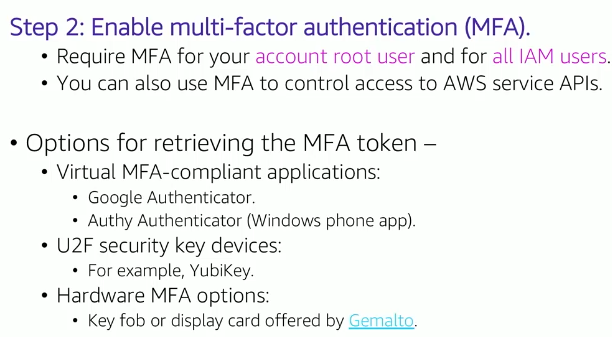 Step 2: Enable multi-factor authentication (MFA).
• Require MFA for your account root user and for all IAM users.
• You can also use MFA to control access to AWS service APIs.
• Options for retrieving the MFA token –
• Virtual MFA-compliant applications:
• Google Authenticator.
• Authy Authenticator (Windows phone app).
• U2F security key devices:
• For example, YubiKey.
• Hardware MFA options:
• Key fob or display card offered by Gemalto.